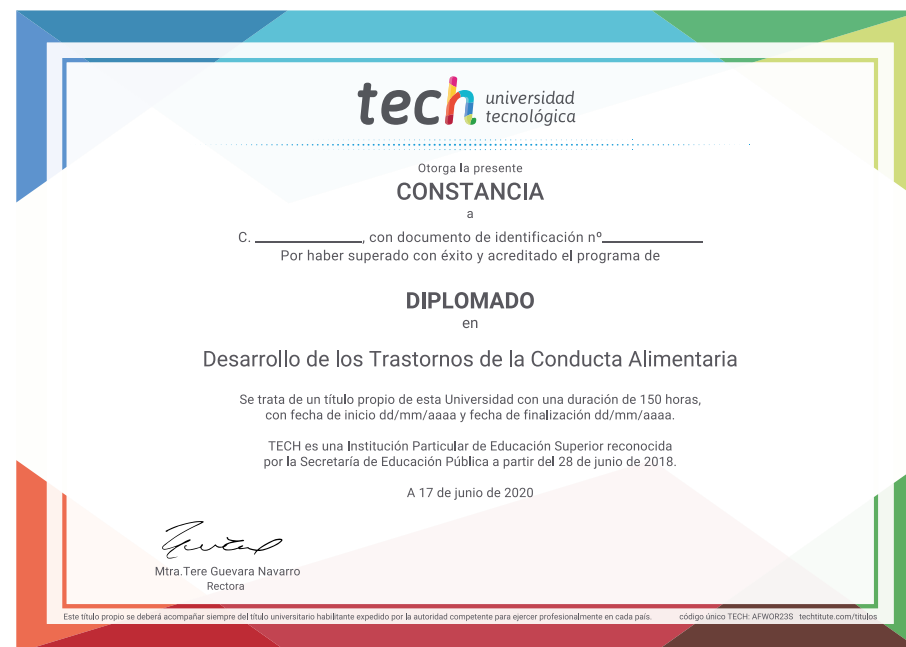 tech universidad
tecnológica
Otorga la presente
CONSTANCIA
a
C. ____________, con documento de identificación nº____________
Por haber superado con éxito y acreditado el programa de
DIPLOMADO
en
Desarrollo de los Trastornos de la Conducta Alimentaria
Se trata de un título propio de esta Universidad con una duración de 150 horas,
con fecha de inicio dd/mm/aaaa y fecha de finalización dd/mm/aaaa.
TECH es una Institución Particular de Educación Superior reconocida
por la Secretaría de Educación Pública a partir del 28 de junio de 2018.
A 17 de junio de 2020
Mtra.Tere Guevara Navarro
Rectora
Este título propio se deberá acompañar siempre del título universitario habilitante expedido por la autoridad competente para ejercer profesionalmente en cada país. código único TECH: AFWOR23S techtitute.com/titulos